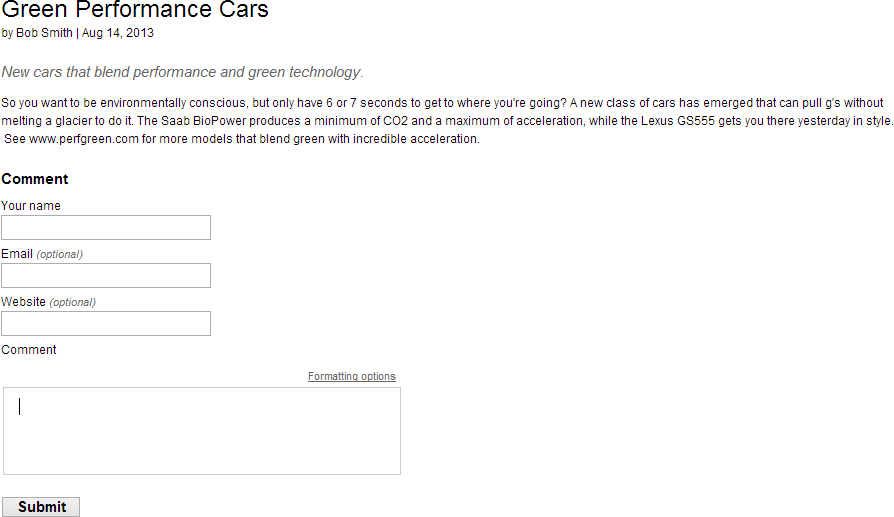 Green Performance Cars
by Bob Smith | Aug 14, 2013
New cars that blend performance and green technology.
So you want to be environmentally conscious, but only have 6 or 7 seconds to get to where you're going? A new class of cars has emerged that can pull g's without
melting a glacier to do it. The Saab BioPower produces a minimum of CO2 and a maximum of acceleration, while the Lexus GS555 gets you there yesterday in style.
See www.perfgreen.com for more models that blend green with incredible acceleration.
Comment
Your name
Email (optional)
Website (optional)
Comment
Formatting options
Submit